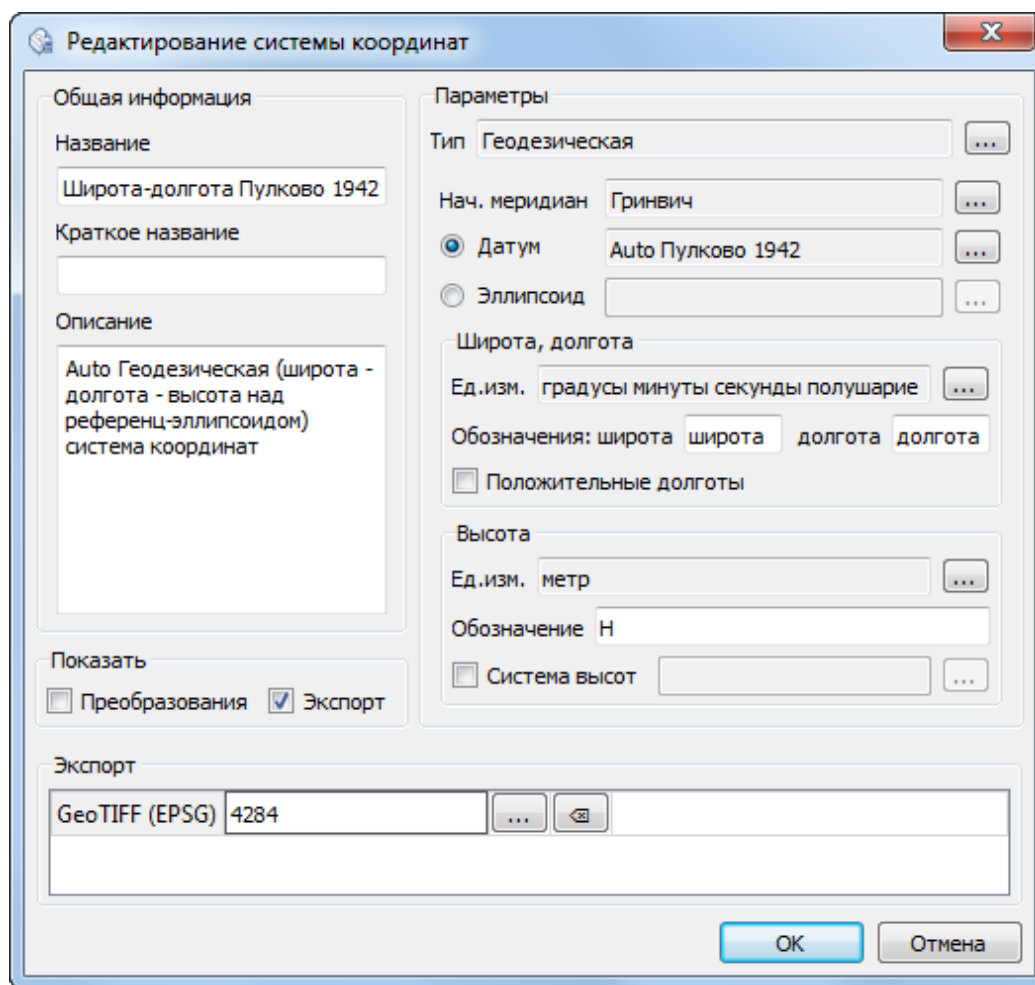 Редактирование системы координат
Общая информация
Название
Широта-долгота Пулково 1942
Краткое название
Описание
Auto Геодезическая (широта -
долгота - высота над
референц-эллипсоидом)
система координат
Показать
Преобразования Экспорт
Параметры
Тип Геодезическая ...
Нач. меридиан Гринвич ...
Датум Auto Пулково 1942 ...
Эллипсоид ...
Широта, долгота
Ед.изм. градусы минуты секунды полушарие ...
Обозначения: широта широта долгота долгота
Положительные долготы
Высота
Ед.изм. метр ...
Обозначение H
Система высот ...
Экспорт
GeoTIFF (EPSG) 4284 ...
OK Отмена